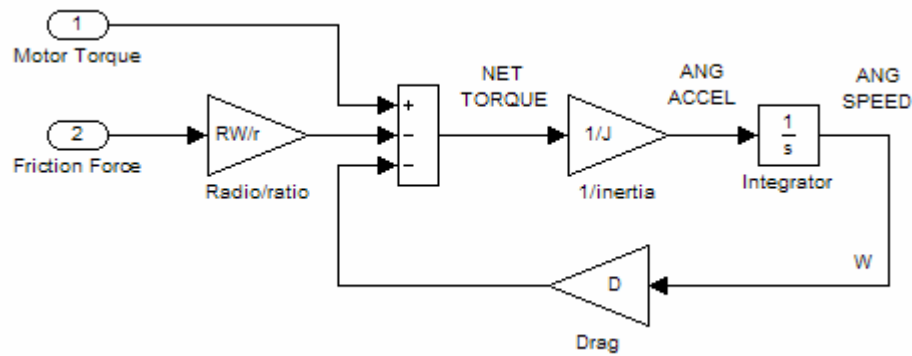 1
Motor Torque
2
Friction Force
RW/r
Radio/ratio
+
−
−
NET
TORQUE
1/J
1/inertia
ANG
ACCEL
1
s
Integrator
ANG
SPEED
W
D
Drag